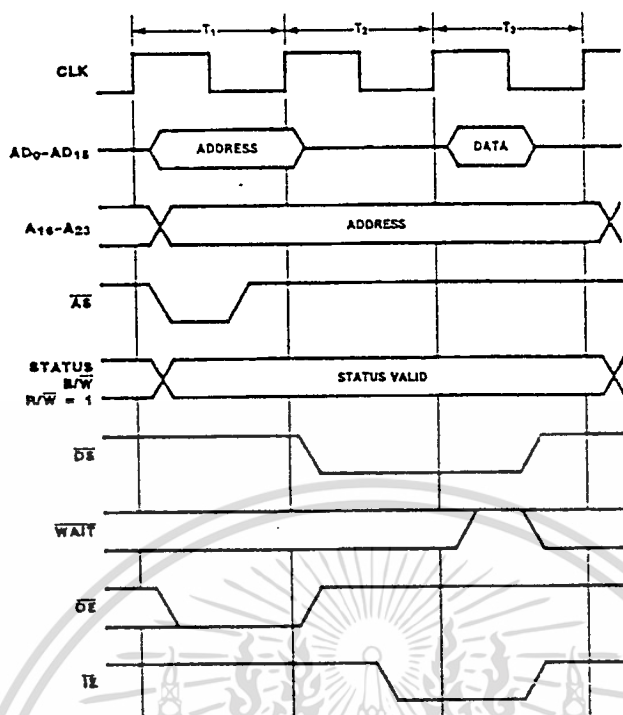 T1 T2 T3
CLK
AD0-AD15 ADDRESS DATA
A16-A23 ADDRESS
AS
STATUS
B/W
R/W = 1
STATUS VALID
DS
WAIT
OE
IE